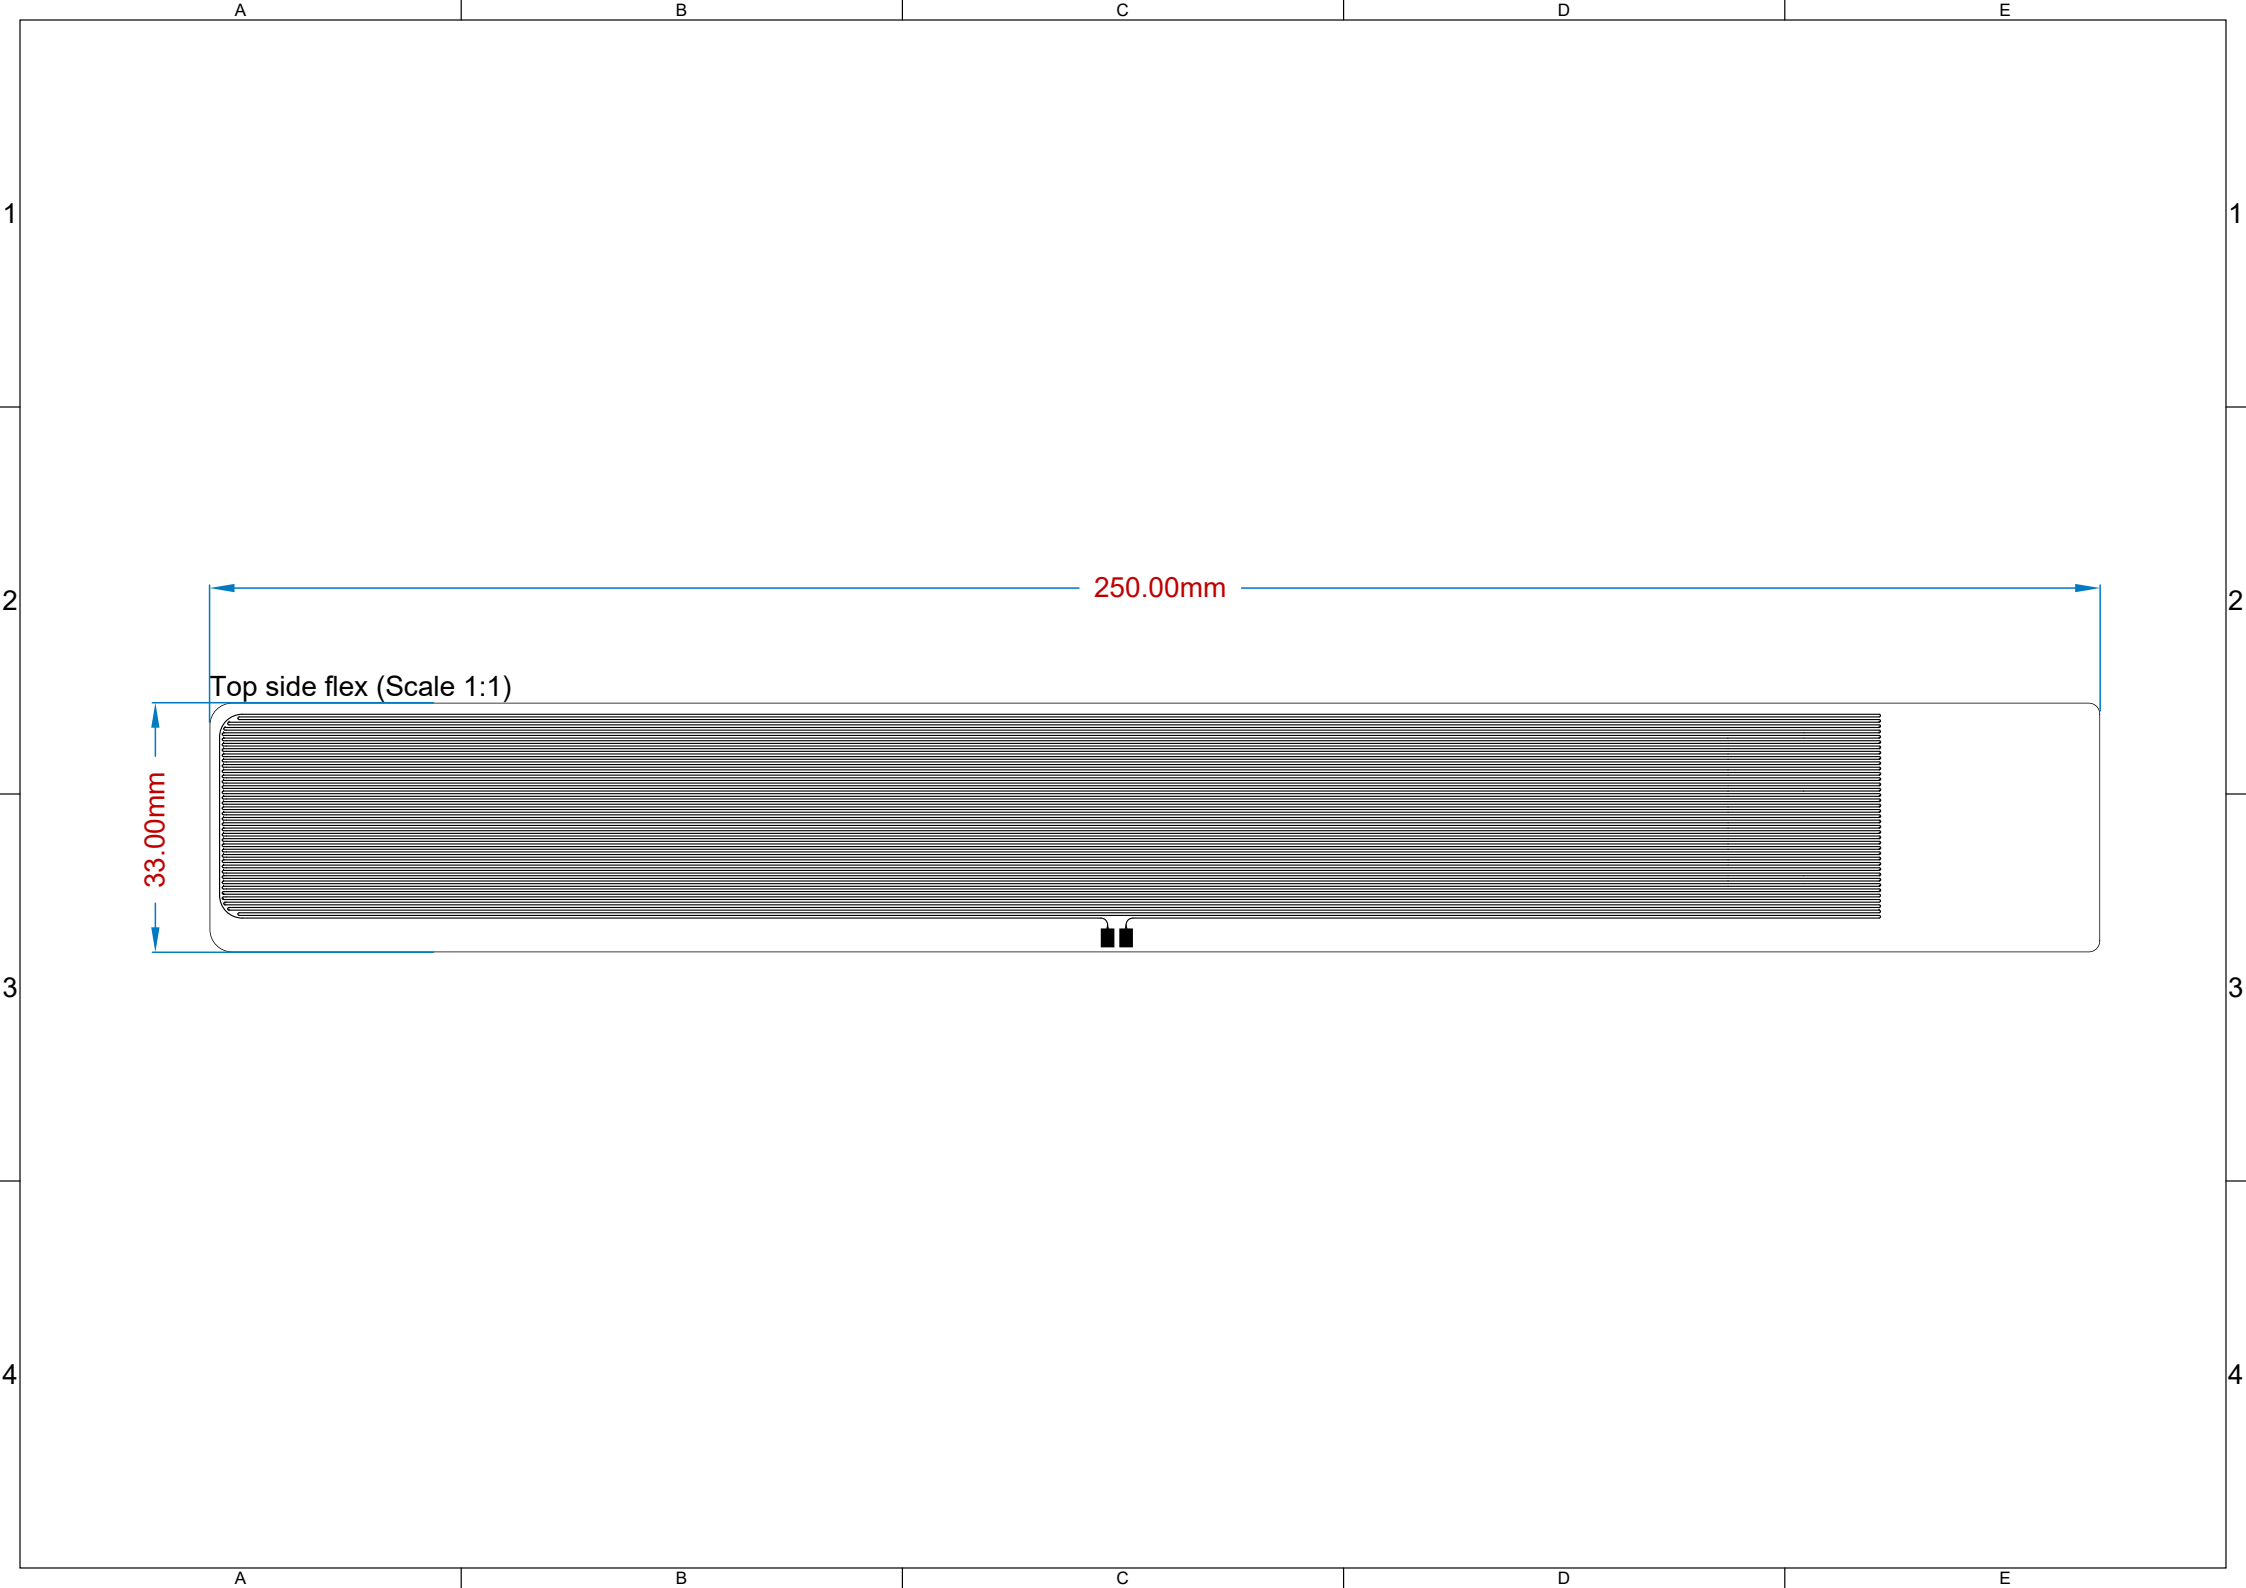 A B C D E
1 1
250.00mm
2 2
Top side flex (Scale 1:1)
33.00mm
3 3
4 4
A B C D E